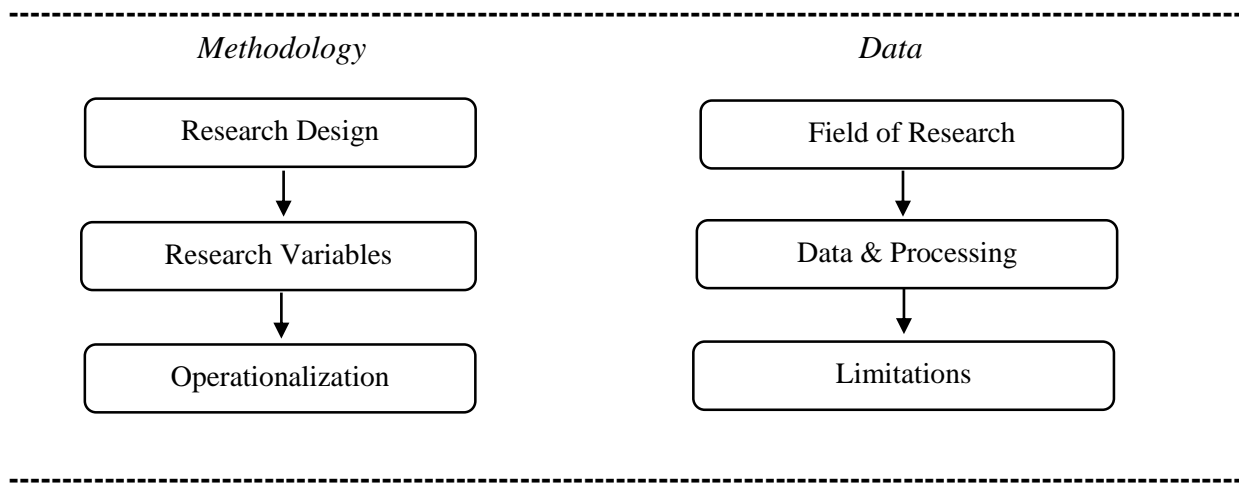 Methodology
Research Design
Research Variables
Operationalization
Data
Field of Research
Data & Processing
Limitations